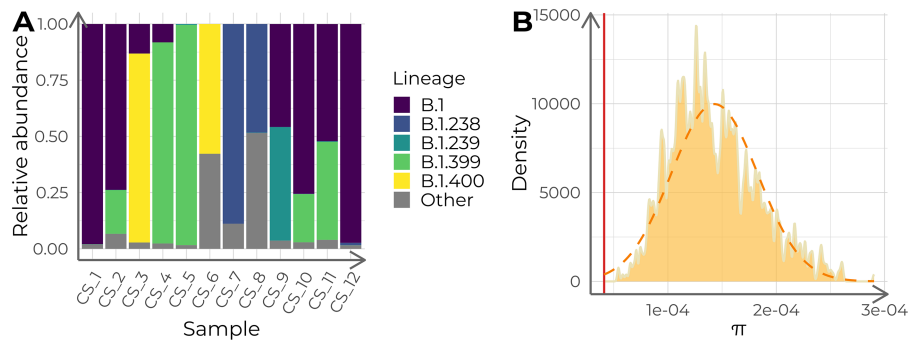 A
Relative abundance
1.00
0.75
0.50
0.25
0.00
CS_1
CS_2
CS_3
CS_4
CS_5
CS_6
CS_7
CS_8
CS_9
CS_10
CS_11
CS_12
Sample
Lineage
B.1
B.1.238
B.1.239
B.1.399
B.1.400
Other
B
Density
15000
10000
5000
0
1e-04
2e-04
3e-04
π